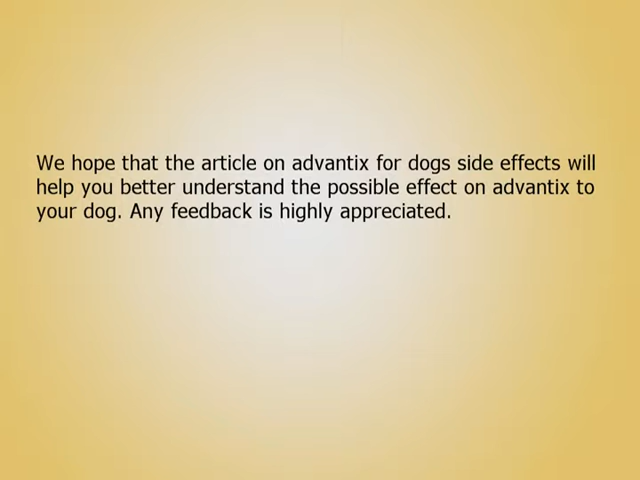 We hope that the article on advantix for dogs side effects will
help you better understand the possible effect on advantix to
your dog. Any feedback is highly appreciated.